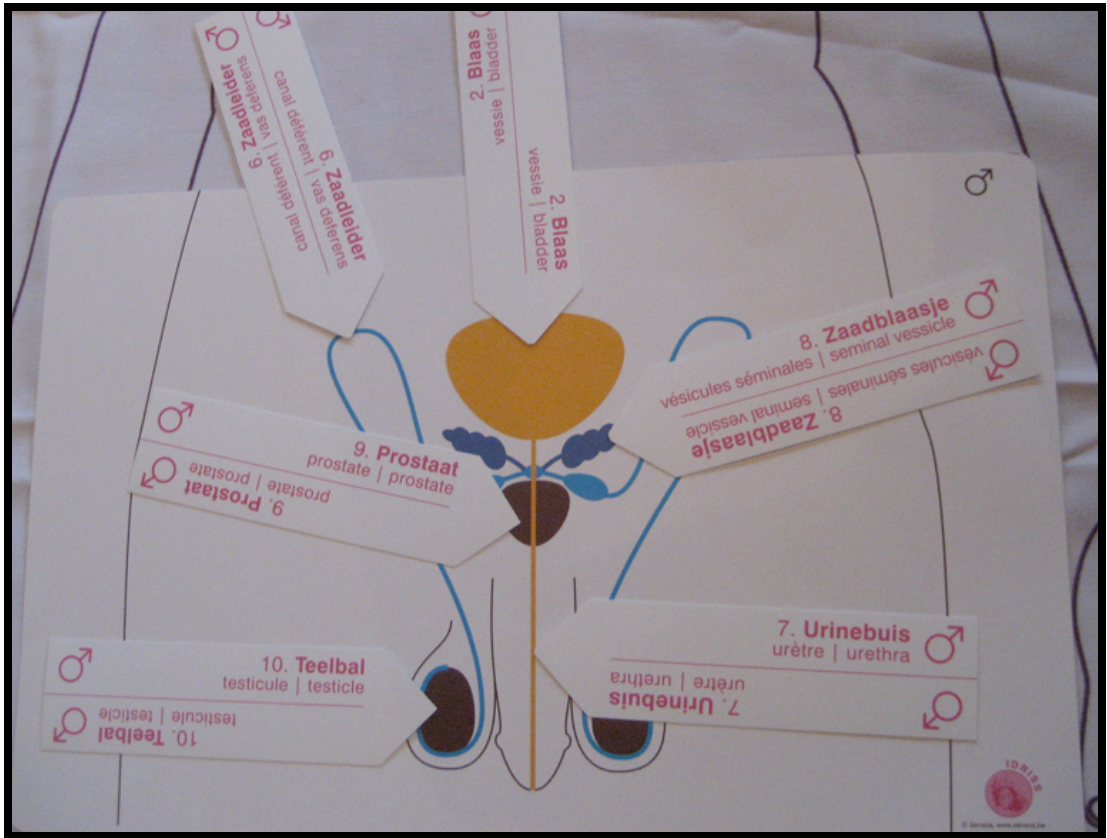 6. Zaadleider
canal déférent | vas deferens
6. Zaadleider
canal déférent | vas deferens
2. Blaas
vessie | bladder
2. Blaas
vessie | bladder
8. Zaadblaasje
vésicules séminales | seminal vessicle
8. Zaadblaasje
vésicules séminales | seminal vessicle
9. Prostaat
prostate | prostate
9. Prostaat
prostate | prostate
7. Urinebuis
urètre | urethra
7. Urinebuis
urètre | urethra
10. Teelbal
testicule | testicle
10. Teelbal
testicule | testicle
IDRISS